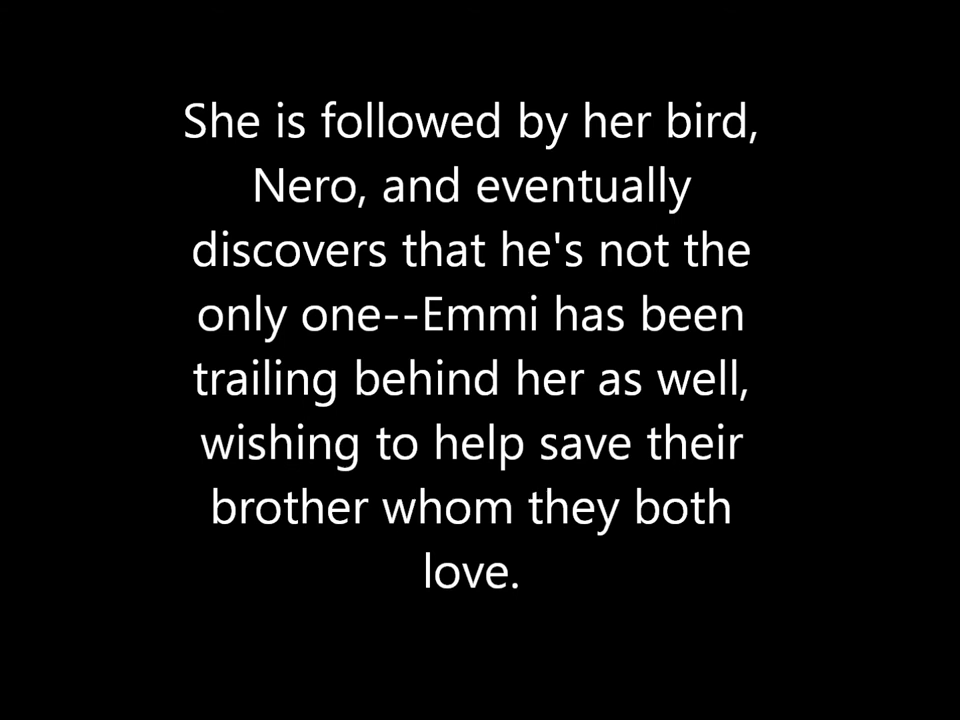 She is followed by her bird,
Nero, and eventually
discovers that he's not the
only one--Emmi has been
trailing behind her as well,
wishing to help save their
brother whom they both
love.